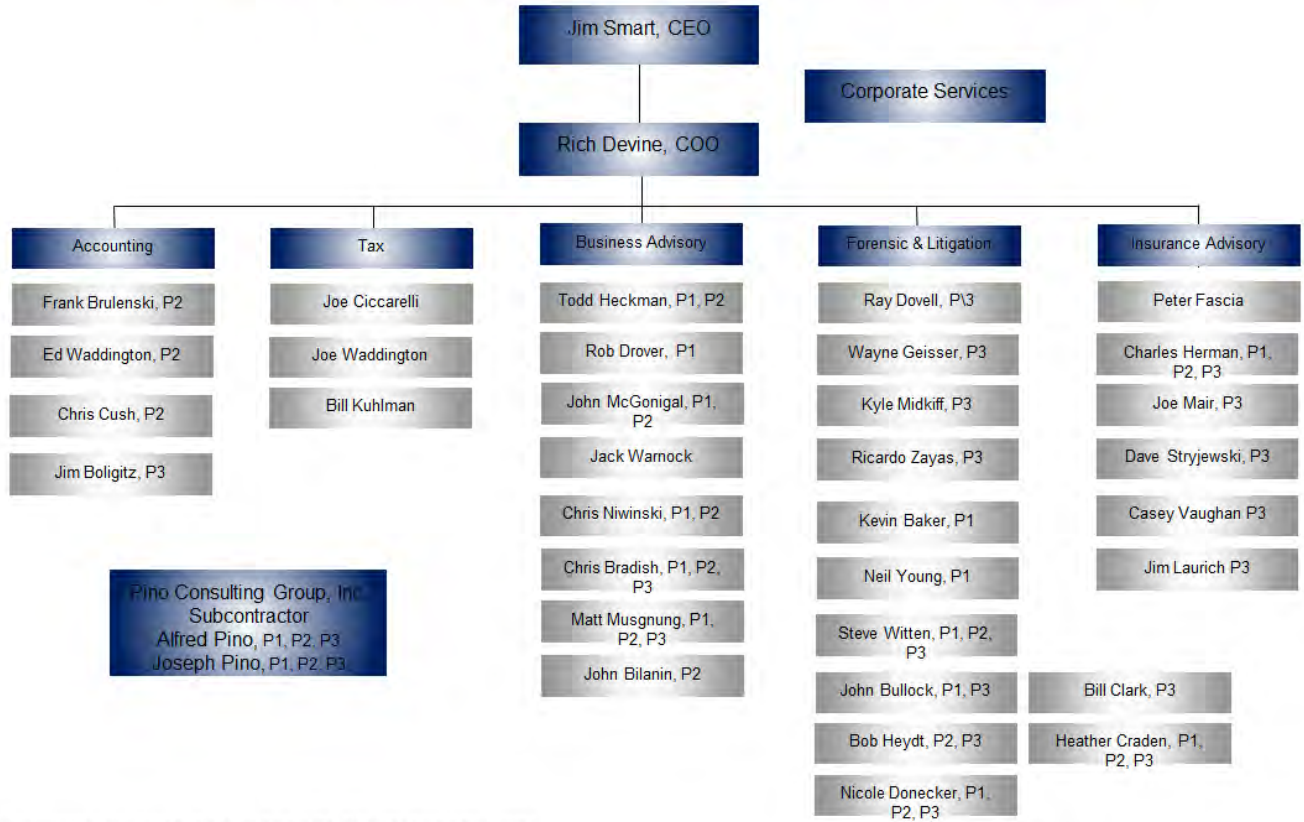 Jim Smart, CEO
Corporate Services
Rich Devine, COO
Accounting
Frank Brulenski, P2
Ed Waddington, P2
Chris Cush, P2
Jim Boligitz, P3
Tax
Joe Ciccarelli
Joe Waddington
Bill Kuhlman
Business Advisory
Todd Heckman, P1, P2
Rob Drover, P1
John McGonigal, P1,
P2
Jack Warnock
Chris Niwinski, P1, P2
Chris Bradish, P1, P2,
P3
Matt Musgnung, P1,
P2, P3
John Bilanin, P2
Forensic & Litigation
Ray Dovell, P\3
Wayne Geisser, P3
Kyle Midkiff, P3
Ricardo Zayas, P3
Kevin Baker, P1
Neil Young, P1
Steve Witten, P1, P2,
P3
John Bullock, P1, P3
Bob Heydt, P2, P3
Nicole Donecker, P1,
P2, P3
Bill Clark, P3
Heather Craden, P1,
P2, P3
Insurance Advisory
Peter Fascia
Charles Herman, P1,
P2, P3
Joe Mair, P3
Dave Stryjewski, P3
Casey Vaughan P3
Jim Laurich P3
Pino Consulting Group, Inc.
Subcontractor
Alfred Pino, P1, P2, P3
Joseph Pino, P1, P2, P3